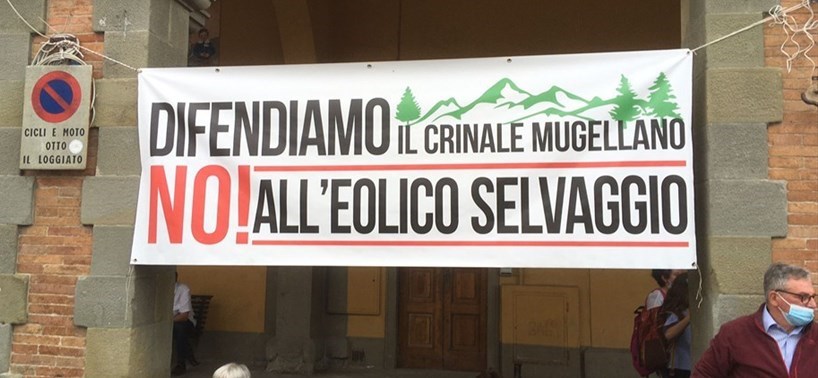 CICLI E MOTO
OTTO
IL LOGGIATO
DIFENDIAMO IL CRINALE MUGELLANO
NO! ALL'EOLICO SELVAGGIO